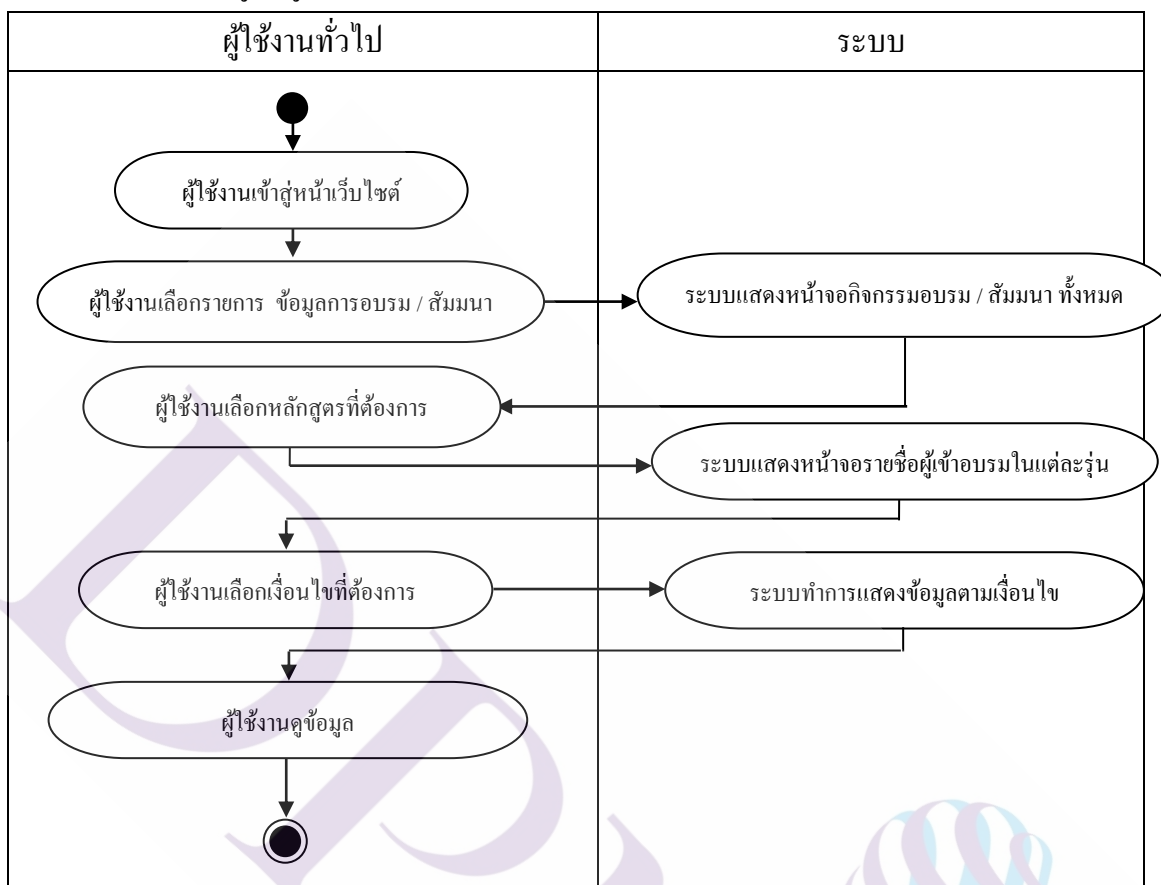 ผู้ใช้งานทั่วไป
ระบบ
ผู้ใช้งานเข้าสู่หน้าเว็บไซต์
ผู้ใช้งานเลือกรายการ ข้อมูลการอบรม / สัมมนา
ระบบแสดงหน้าจอกิจกรรมอบรม / สัมมนา ทั้งหมด
ผู้ใช้งานเลือกหลักสูตรที่ต้องการ
ระบบแสดงหน้าจอรายชื่อผู้เข้าอบรมในแต่ละรุ่น
ผู้ใช้งานเลือกเงื่อนไขที่ต้องการ
ระบบทำการแสดงข้อมูลตามเงื่อนไข
ผู้ใช้งานดูข้อมูล